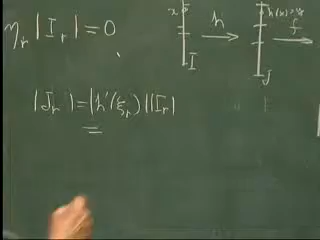 η_r |I_r| = 0
x h h(x) = y f
I J
|J_r| = |h'(ξ_r)| |I_r|